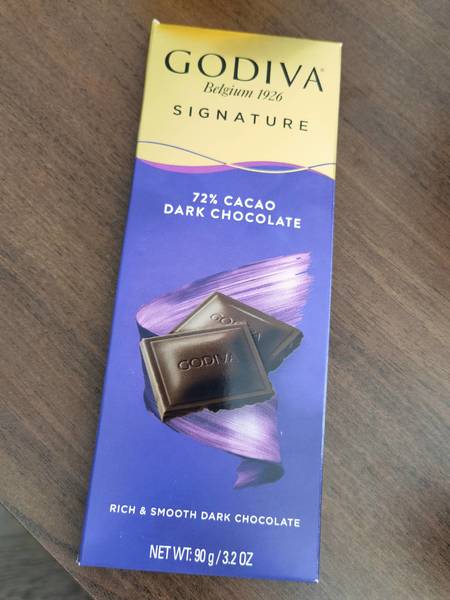 GODIVA
Belgium 1926
SIGNATURE
72% CACAO
DARK CHOCOLATE
GODIVA
RICH & SMOOTH DARK CHOCOLATE
NET WT: 90 g / 3.2 OZ